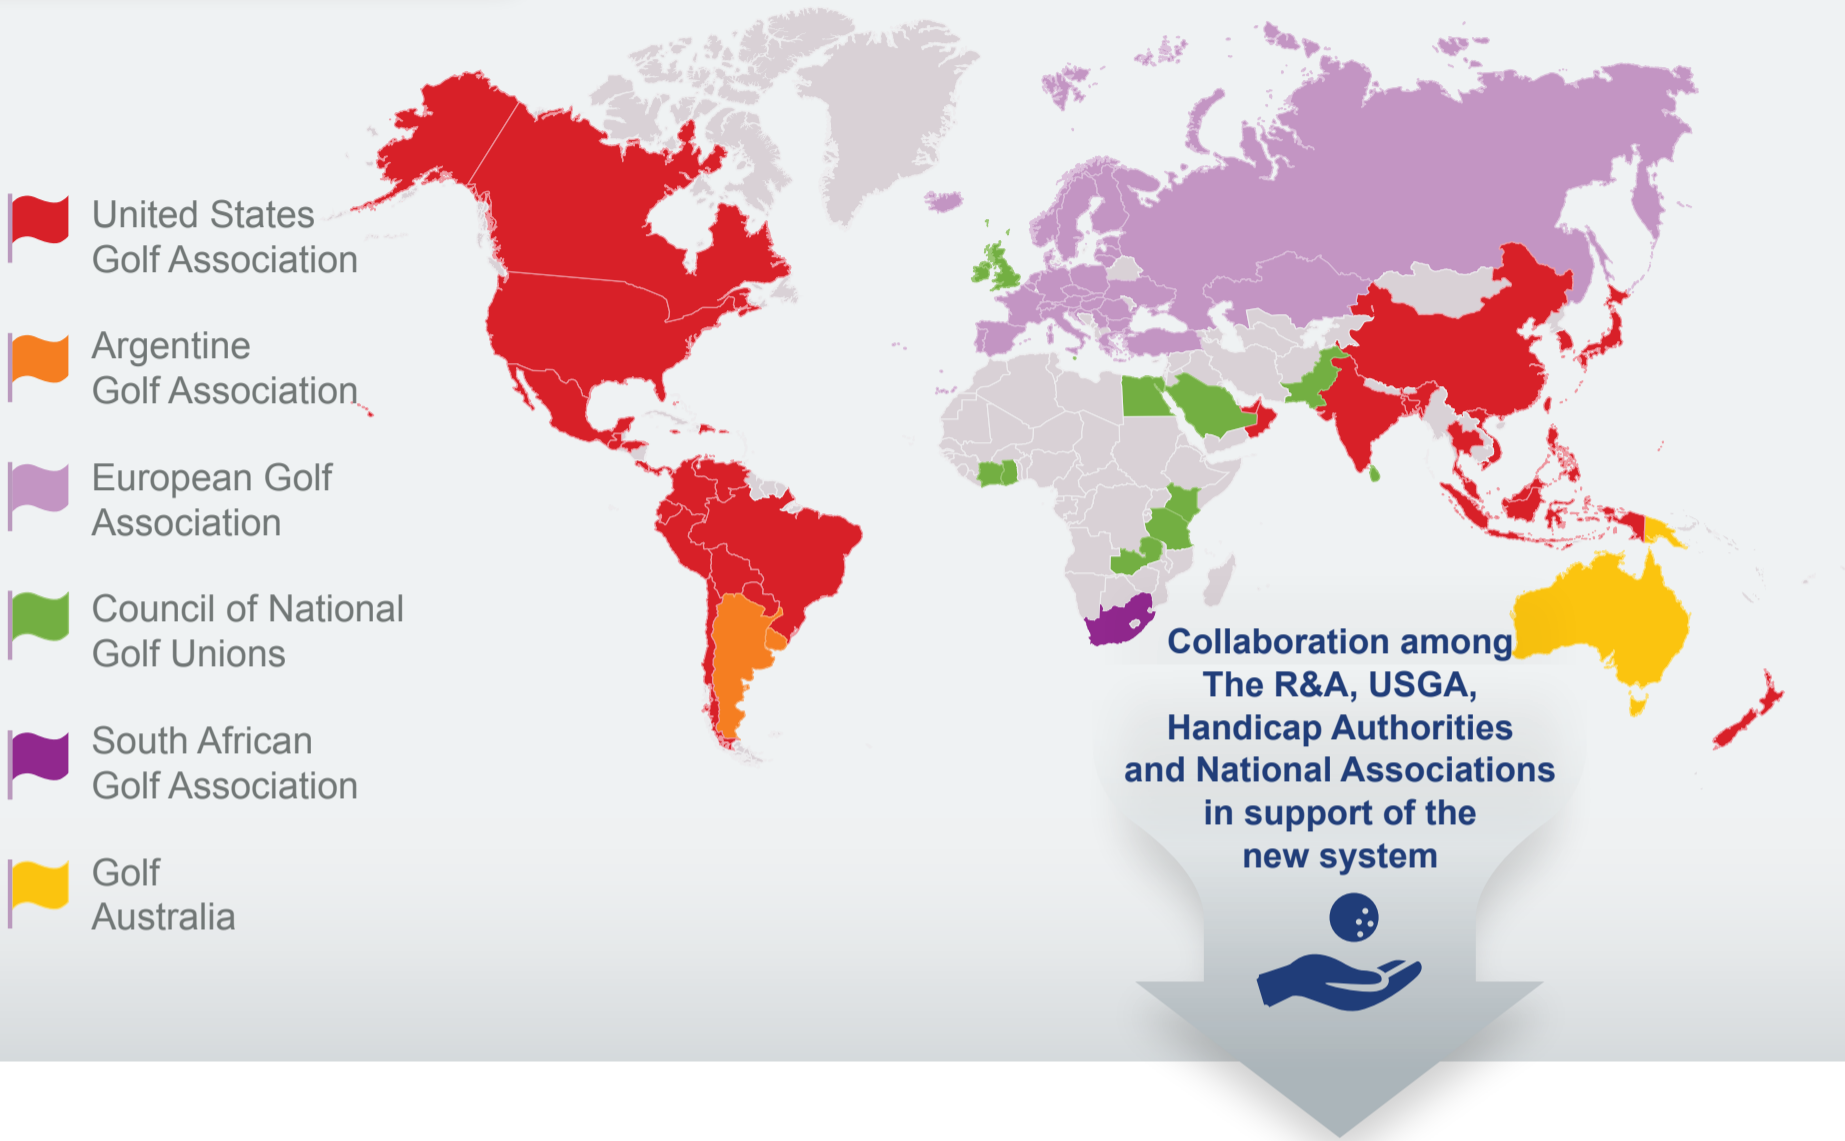 United States
Golf Association
Argentine
Golf Association
European Golf
Association
Council of National
Golf Unions
South African
Golf Association
Golf
Australia
Collaboration among
The R&A, USGA,
Handicap Authorities
and National Associations
in support of the
new system